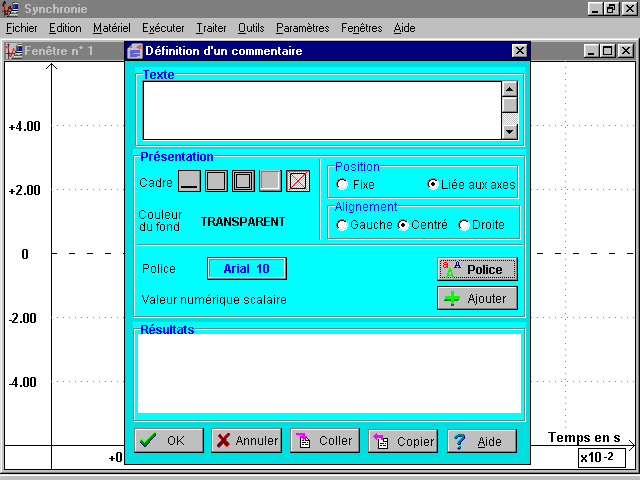 Synchronie
Fichier Edition Matériel Exécuter Traiter Outils Paramètres Fenêtres Aide
Fenêtre n° 1
Définition d'un commentaire
Texte
+4.00
Présentation
Position
Cadre
Fixe Liée aux axes
+2.00
Alignement
Couleur
du fond
TRANSPARENT
Gauche Centré Droite
0
Police
Arial 10
Police
Valeur numérique scalaire
Ajouter
-2.00
Résultats
-4.00
OK Annuler Coller Copier Aide
Temps en s
+0
x10 -2